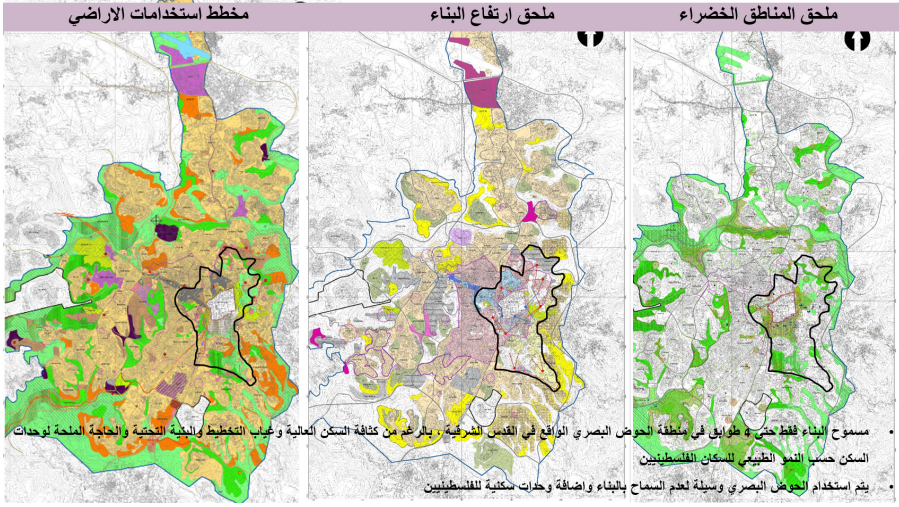 ملحق المناطق الخضراء
ملحق ارتفاع البناء
مخطط استخدامات الاراضي
• مسموح البناء فقط حتى 4 طوابق في منطقة الحوض البصري الواقع في القدس الشرقية ، بالرغم من كثافة السكن العالية وغياب التخطيط والبنية التحتية والحاجة الملحة لوحدات
السكن حسب النمو الطبيعي للسكان الفلسطينيين
• يتم استخدام الحوض البصري وسيلة لعدم السماح بالبناء واضافة وحدات سكنية للفلسطينيين